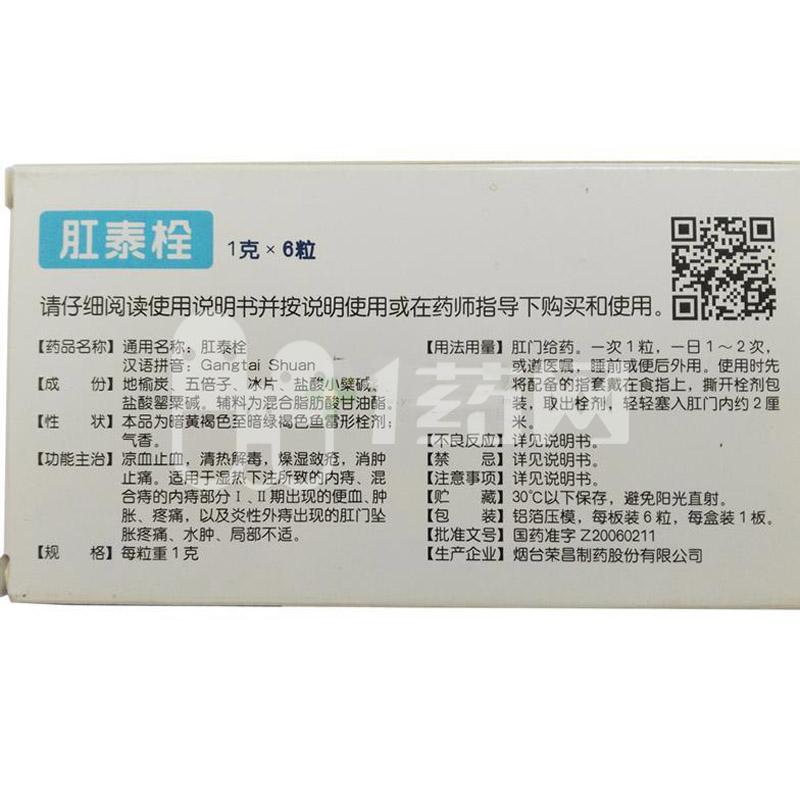 肛泰栓
1克×6粒
请仔细阅读使用说明书并按说明使用或在药师指导下购买和使用。
【药品名称】通用名称：肛泰栓
汉语拼音：Gangtai Shuan
【成　份】地榆炭、五倍子、冰片、盐酸小檗碱、
盐酸罂粟碱。辅料为混合脂肪酸甘油酯。
【性　状】本品为暗黄褐色至暗绿褐色鱼雷形栓剂；
气香。
【功能主治】凉血止血，清热解毒，燥湿敛疮，消肿
止痛。适用于湿热下注所致的内痔、混
合痔的内痔部分Ⅰ、Ⅱ期出现的便血、肿
胀、疼痛，以及炎性外痔出现的肛门坠
胀疼痛、水肿、局部不适。
【规　格】每粒重1克
【用法用量】肛门给药。一次1粒，一日1～2次，
或遵医嘱，睡前或便后外用。使用时先
将配备的指套戴在食指上，撕开栓剂包
装，取出栓剂，轻轻塞入肛门内约2厘
米。
【不良反应】详见说明书。
【禁　忌】详见说明书。
【注意事项】详见说明书。
【贮　藏】30℃以下保存，避免阳光直射。
【包　装】铝箔压模，每板装6粒，每盒装1板。
【批准文号】国药准字Z20060211
【生产企业】烟台荣昌制药股份有限公司
1药网